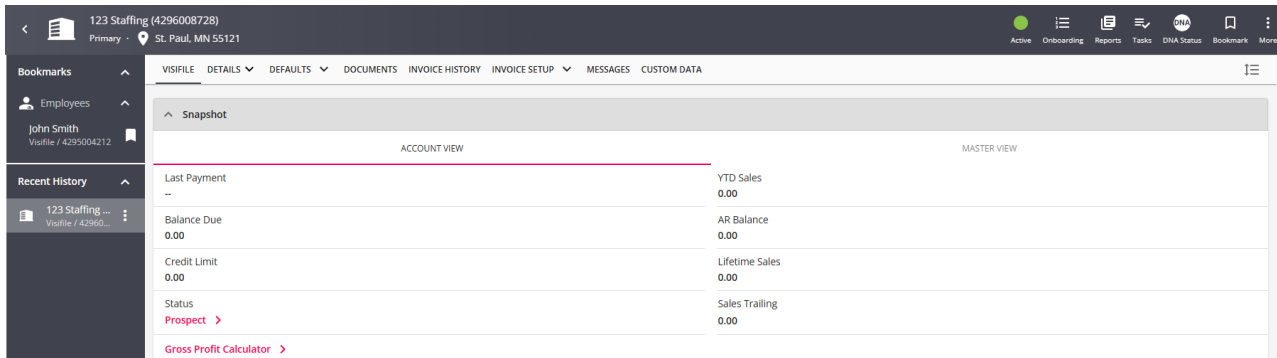 123 Staffing (4296008728)
Primary · St. Paul, MN 55121
Active Onboarding Reports Tasks DNA DNA Status Bookmark More
Bookmarks
Employees
John Smith
Visifile / 4295004212
Recent History
123 Staffing ...
Visifile / 42960...
VISIFILE DETAILS DEFAULTS DOCUMENTS INVOICE HISTORY INVOICE SETUP MESSAGES CUSTOM DATA
Snapshot
ACCOUNT VIEW MASTER VIEW
Last Payment
--
YTD Sales
0.00
Balance Due
0.00
AR Balance
0.00
Credit Limit
0.00
Lifetime Sales
0.00
Status
Prospect
Sales Trailing
0.00
Gross Profit Calculator